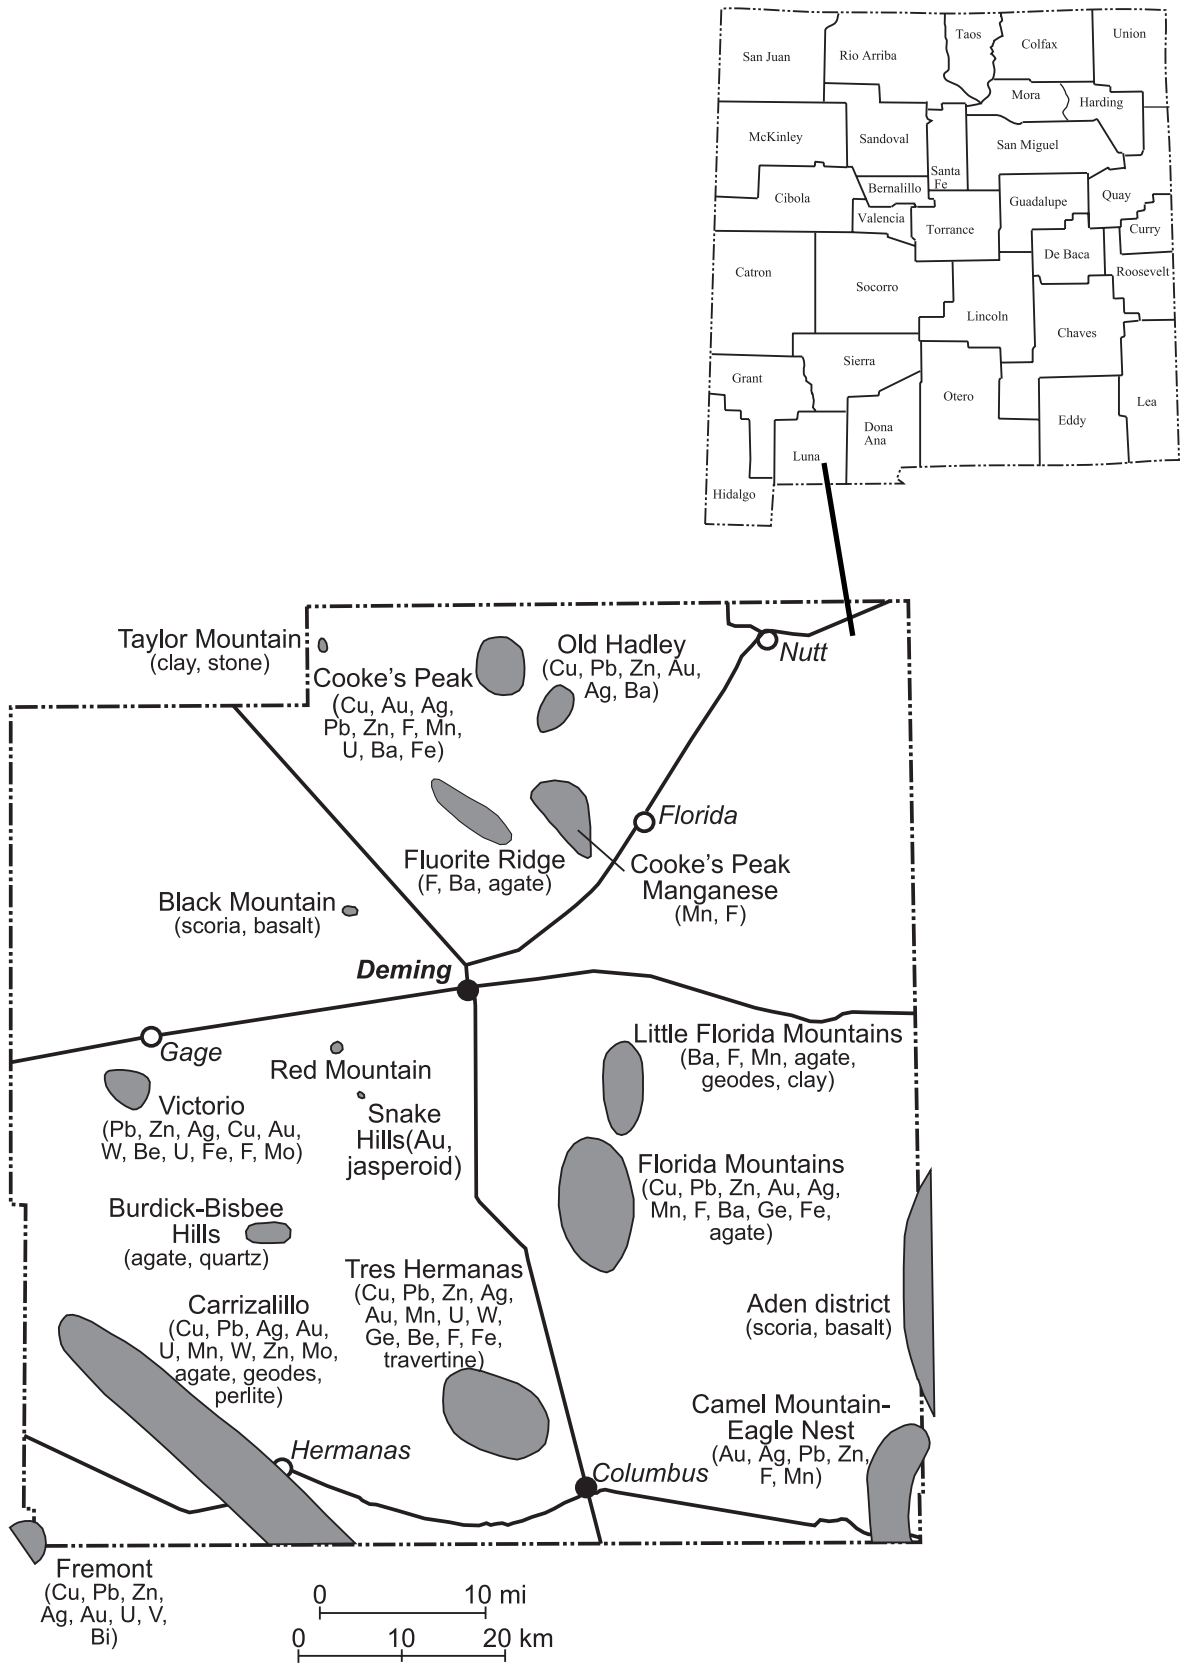 San Juan
Rio Arriba
Taos
Colfax
Union
Mora
Harding
McKinley
Sandoval
Santa
Fe
San Miguel
Cibola
Bernalillo
Valencia
Torrance
Guadalupe
Quay
Curry
De Baca
Roosevelt
Catron
Socorro
Lincoln
Chaves
Grant
Sierra
Otero
Lea
Eddy
Dona
Ana
Luna
Hidalgo
Taylor Mountain
(clay, stone)
Cooke's Peak
(Cu, Au, Ag,
Pb, Zn, F, Mn,
U, Ba, Fe)
Old Hadley
(Cu, Pb, Zn, Au,
Ag, Ba)
Nutt
Florida
Fluorite Ridge
(F, Ba, agate)
Cooke's Peak
Manganese
(Mn, F)
Black Mountain
(scoria, basalt)
Deming
Gage
Red Mountain
Little Florida Mountains
(Ba, F, Mn, agate,
geodes, clay)
Victorio
(Pb, Zn, Ag, Cu, Au,
W, Be, U, Fe, F, Mo)
Snake
Hills(Au,
jasperoid)
Florida Mountains
(Cu, Pb, Zn, Au, Ag,
Mn, F, Ba, Ge, Fe,
agate)
Burdick-Bisbee
Hills
(agate, quartz)
Tres Hermanas
(Cu, Pb, Zn, Ag,
Au, Mn, U, W,
Ge, Be, F, Fe,
travertine)
Carrizalillo
(Cu, Pb, Ag, Au,
U, Mn, W, Zn, Mo,
agate, geodes,
perlite)
Aden district
(scoria, basalt)
Camel Mountain-
Eagle Nest
(Au, Ag, Pb, Zn,
F, Mn)
Hermanas
Columbus
Fremont
(Cu, Pb, Zn,
Ag, Au, U, V,
Bi)
0 10 mi
0 10 20 km